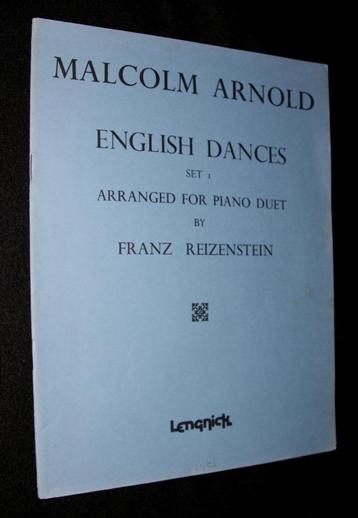 MALCOLM ARNOLD
ENGLISH DANCES
SET 1
ARRANGED FOR PIANO DUET
BY
FRANZ REIZENSTEIN
Lengnick